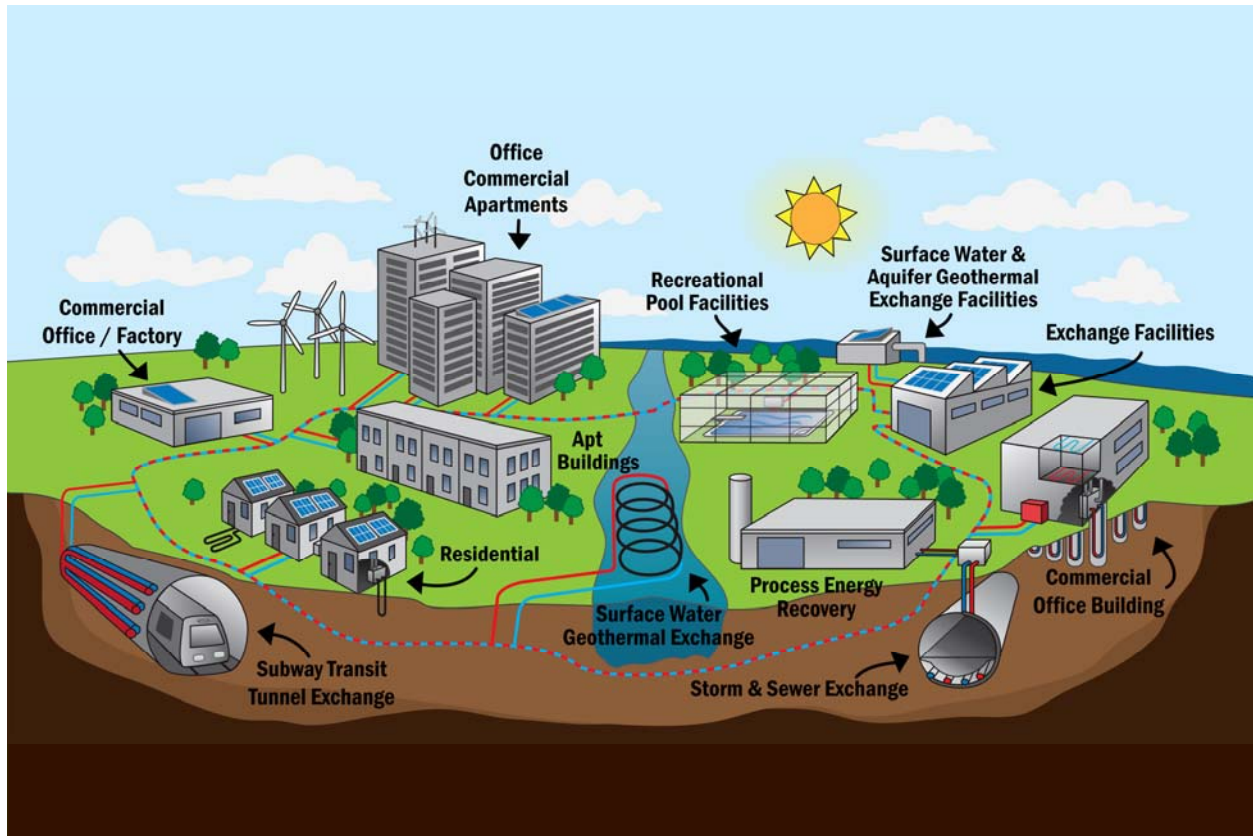 Office
Commercial
Apartments
Commercial
Office / Factory
Recreational
Pool Facilities
Surface Water &
Aquifer Geothermal
Exchange Facilities
Exchange Facilities
Apt
Buildings
Residential
Surface Water
Geothermal Exchange
Process Energy
Recovery
Commercial
Office Building
Subway Transit
Tunnel Exchange
Storm & Sewer Exchange